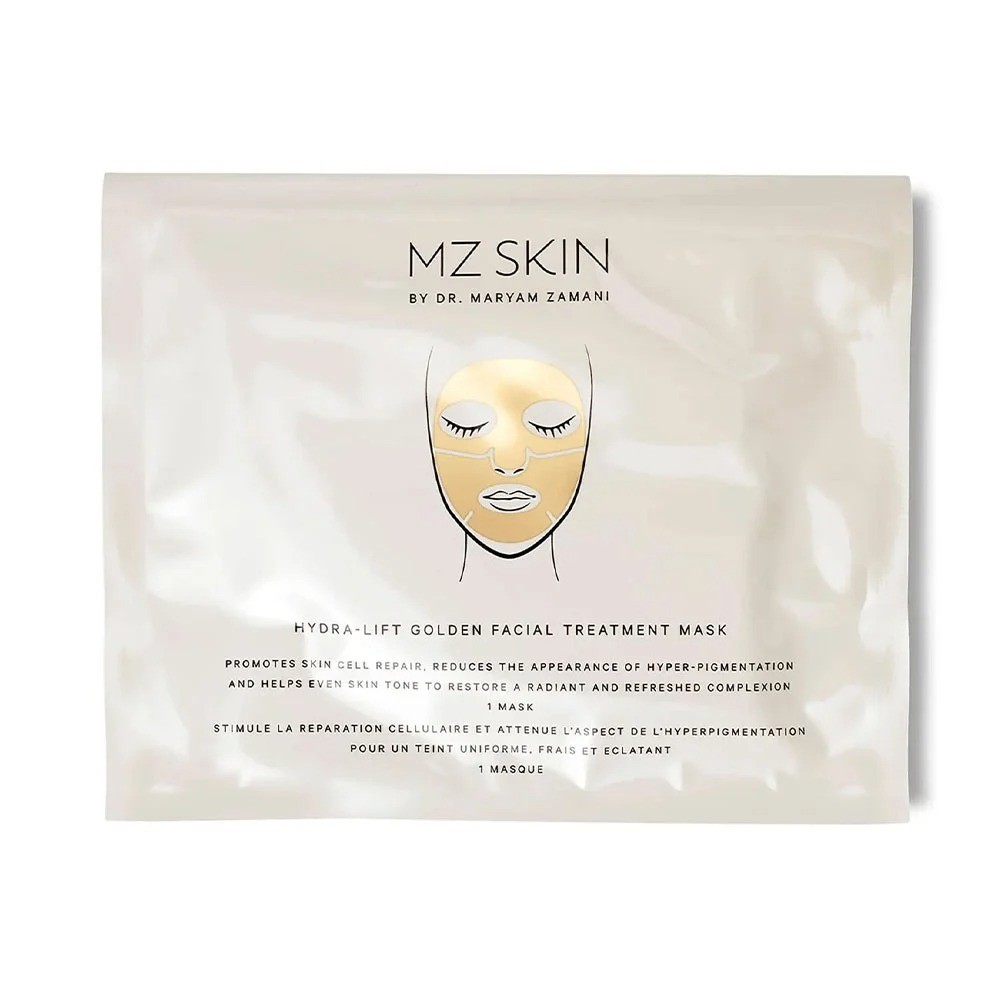 MZ SKIN
BY DR. MARYAM ZAMANI
HYDRA-LIFT GOLDEN FACIAL TREATMENT MASK
PROMOTES SKIN CELL REPAIR, REDUCES THE APPEARANCE OF HYPER-PIGMENTATION
AND HELPS EVEN SKIN TONE TO RESTORE A RADIANT AND REFRESHED COMPLEXION
1 MASK
STIMULE LA REPARATION CELLULAIRE ET ATTENUE L'ASPECT DE L'HYPERPIGMENTATION
POUR UN TEINT UNIFORME, FRAIS ET ECLATANT
1 MASQUE